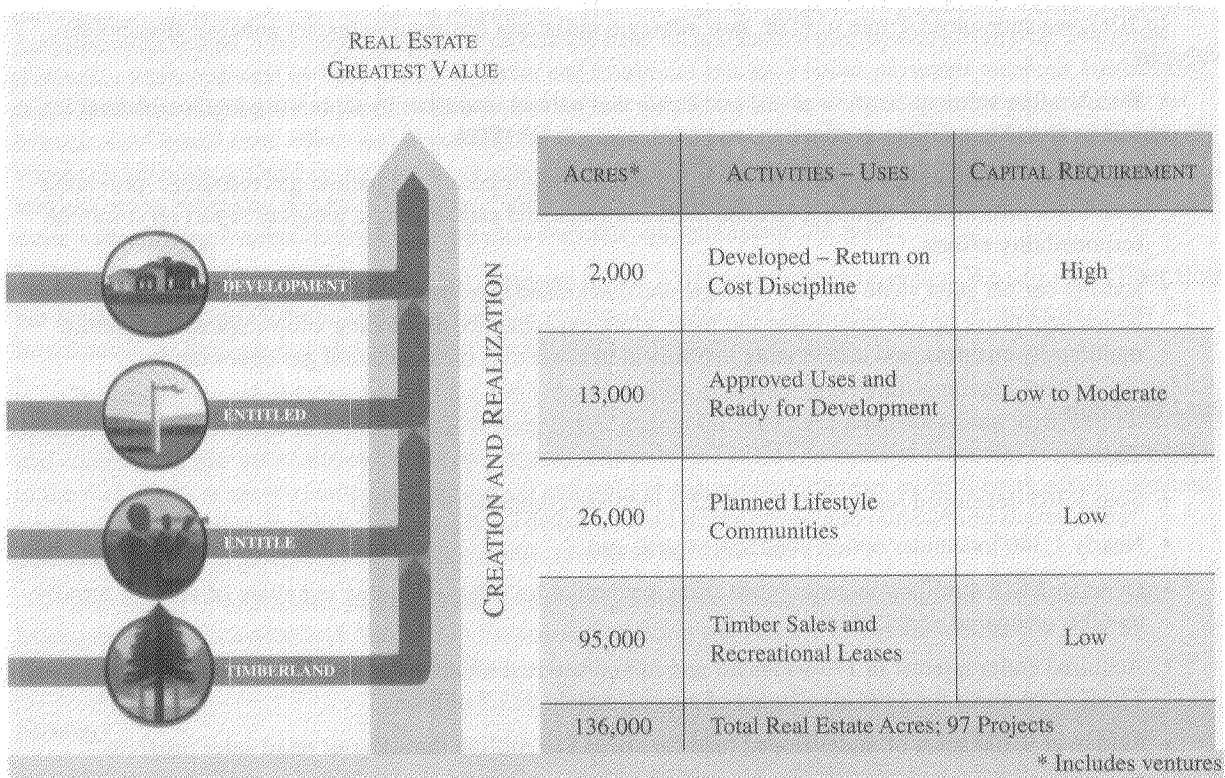 REAL ESTATE
GREATEST VALUE
DEVELOPMENT
ENTITLED
ENTITLE
TIMBERLAND
CREATION AND REALIZATION
ACRES* ACTIVITIES – USES CAPITAL REQUIREMENT
2,000 Developed – Return on Cost Discipline High
13,000 Approved Uses and Ready for Development Low to Moderate
26,000 Planned Lifestyle Communities Low
95,000 Timber Sales and Recreational Leases Low
136,000 Total Real Estate Acres; 97 Projects
* Includes ventures